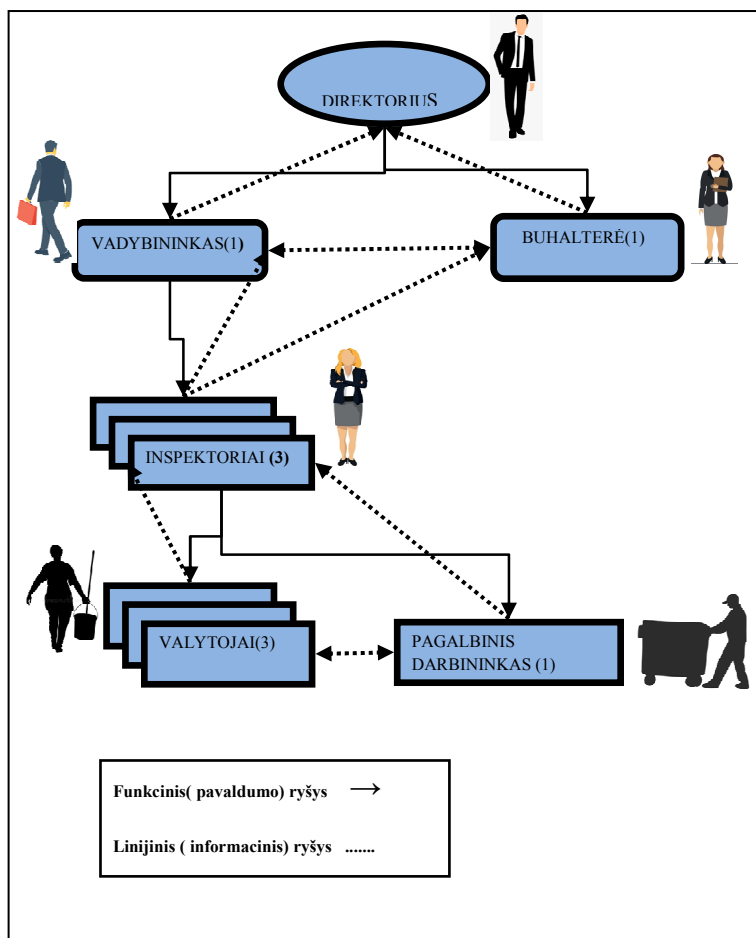 DIREKTORIUS
VADYBININKAS(1)
BUHALTERĖ(1)
INSPEKTORIAI (3)
VALYTOJAI(3)
PAGALBINIS
DARBININKAS (1)
Funkcinis( pavaldumo) ryšys →
Linijinis ( informacinis) ryšys .......